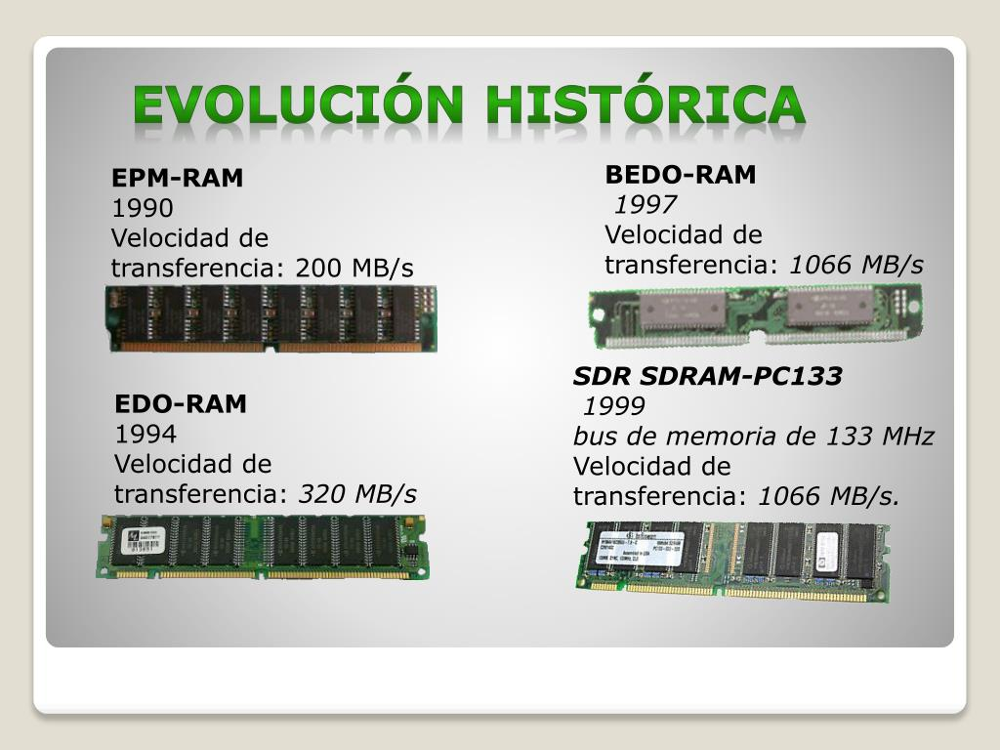 EVOLUCIÓN HISTÓRICA
EPM-RAM
1990
Velocidad de
transferencia: 200 MB/s
EDO-RAM
1994
Velocidad de
transferencia: 320 MB/s
BEDO-RAM
1997
Velocidad de
transferencia: 1066 MB/s
SDR SDRAM-PC133
1999
bus de memoria de 133 MHz
Velocidad de
transferencia: 1066 MB/s.
Infineon